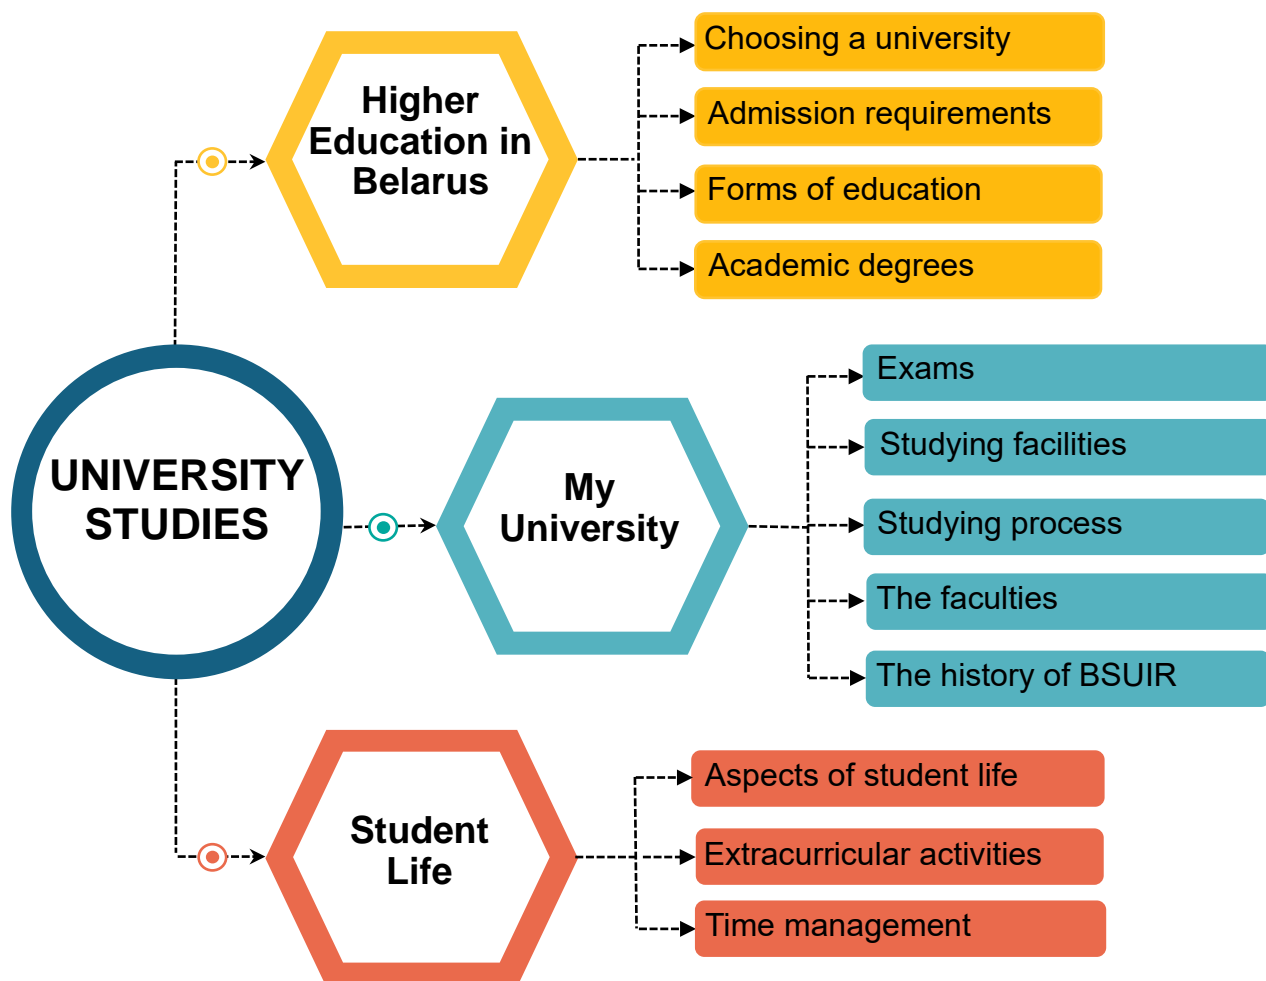 Higher
Education in
Belarus
Choosing a university
Admission requirements
Forms of education
Academic degrees
UNIVERSITY
STUDIES
My
University
Exams
Studying facilities
Studying process
The faculties
The history of BSUIR
Student
Life
Aspects of student life
Extracurricular activities
Time management